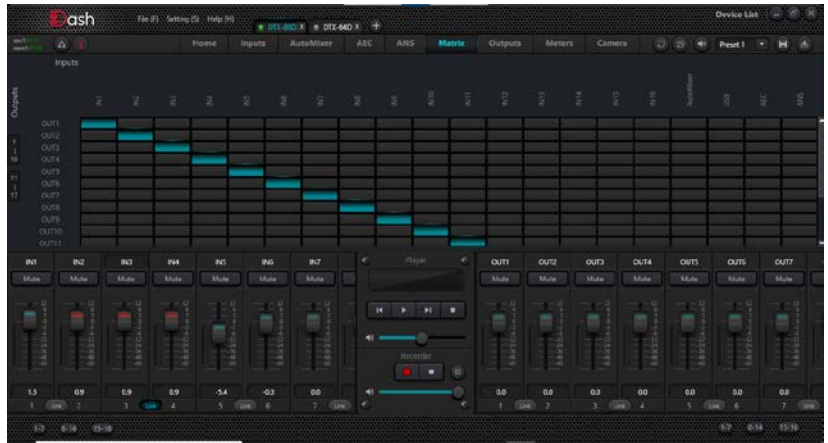 Dash File (F) Setting (S) Help (H) Device List
DTX-88D X DTX-64D X +
Home Inputs AutoMixer AEC ANS Matrix Outputs Meters Camera Preset 1
Inputs
Outputs
IN1 IN2 IN3 IN4 IN5 IN6 IN7 IN8 IN9 IN10 IN11 IN12 IN13 IN14 IN15 IN16 AutoMixer USB AEC ANS
OUT1
OUT2
OUT3
OUT4
OUT5
OUT6
OUT7
OUT8
OUT9
OUT10
OUT11
IN1 IN2 IN3 IN4 IN5 IN6 IN7 Player OUT1 OUT2 OUT3 OUT4 OUT5 OUT6 OUT7
Mute Mute Mute Mute Mute Mute Mute Mute Mute Mute Mute Mute Mute Mute
Recorder
1.5 0.9 0.9 0.9 -5.4 -0.3 0.0 0.0 0.0 0.0 0.0 0.0 0.0 0.0
1 Link 2 3 Link 4 5 Link 6 7 Link 1 Link 2 3 Link 4 5 Link 6 7 Link
1-7 8-14 15-16 1-7 8-14 15-16